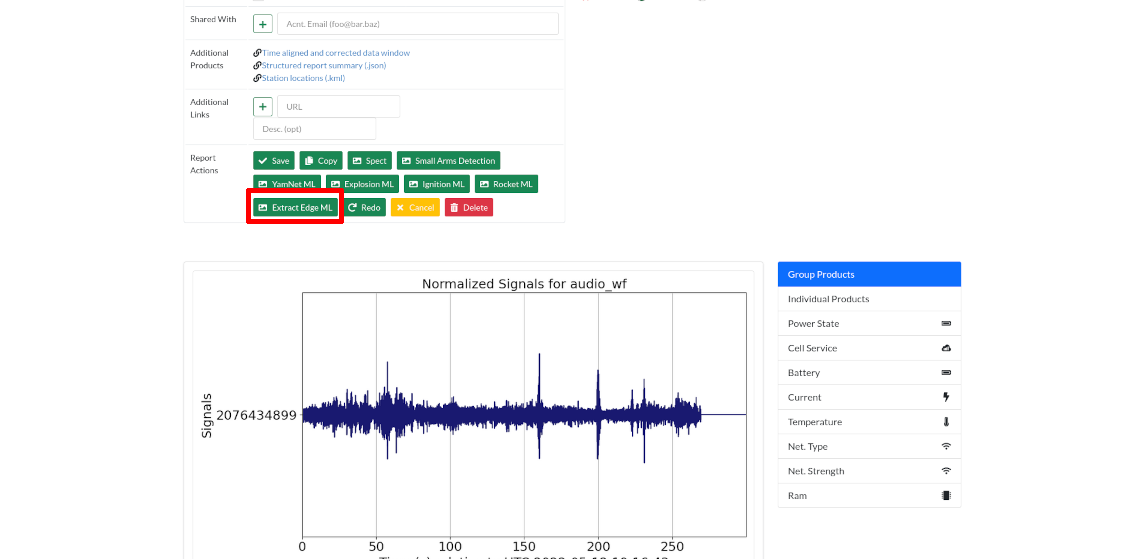 Shared With
Acnt. Email (foo@bar.baz)
Additional
Products
Time aligned and corrected data window
Structured report summary (.json)
Station locations (.kml)
Additional
Links
URL
Desc. (opt)
Report
Actions
Save Copy Spect Small Arms Detection
YamNet ML Explosion ML Ignition ML Rocket ML
Extract Edge ML Redo Cancel Delete
Normalized Signals for audio_wf
Signals
2076434899
0 50 100 150 200 250
Group Products
Individual Products
Power State
Cell Service
Battery
Current
Temperature
Net. Type
Net. Strength
Ram